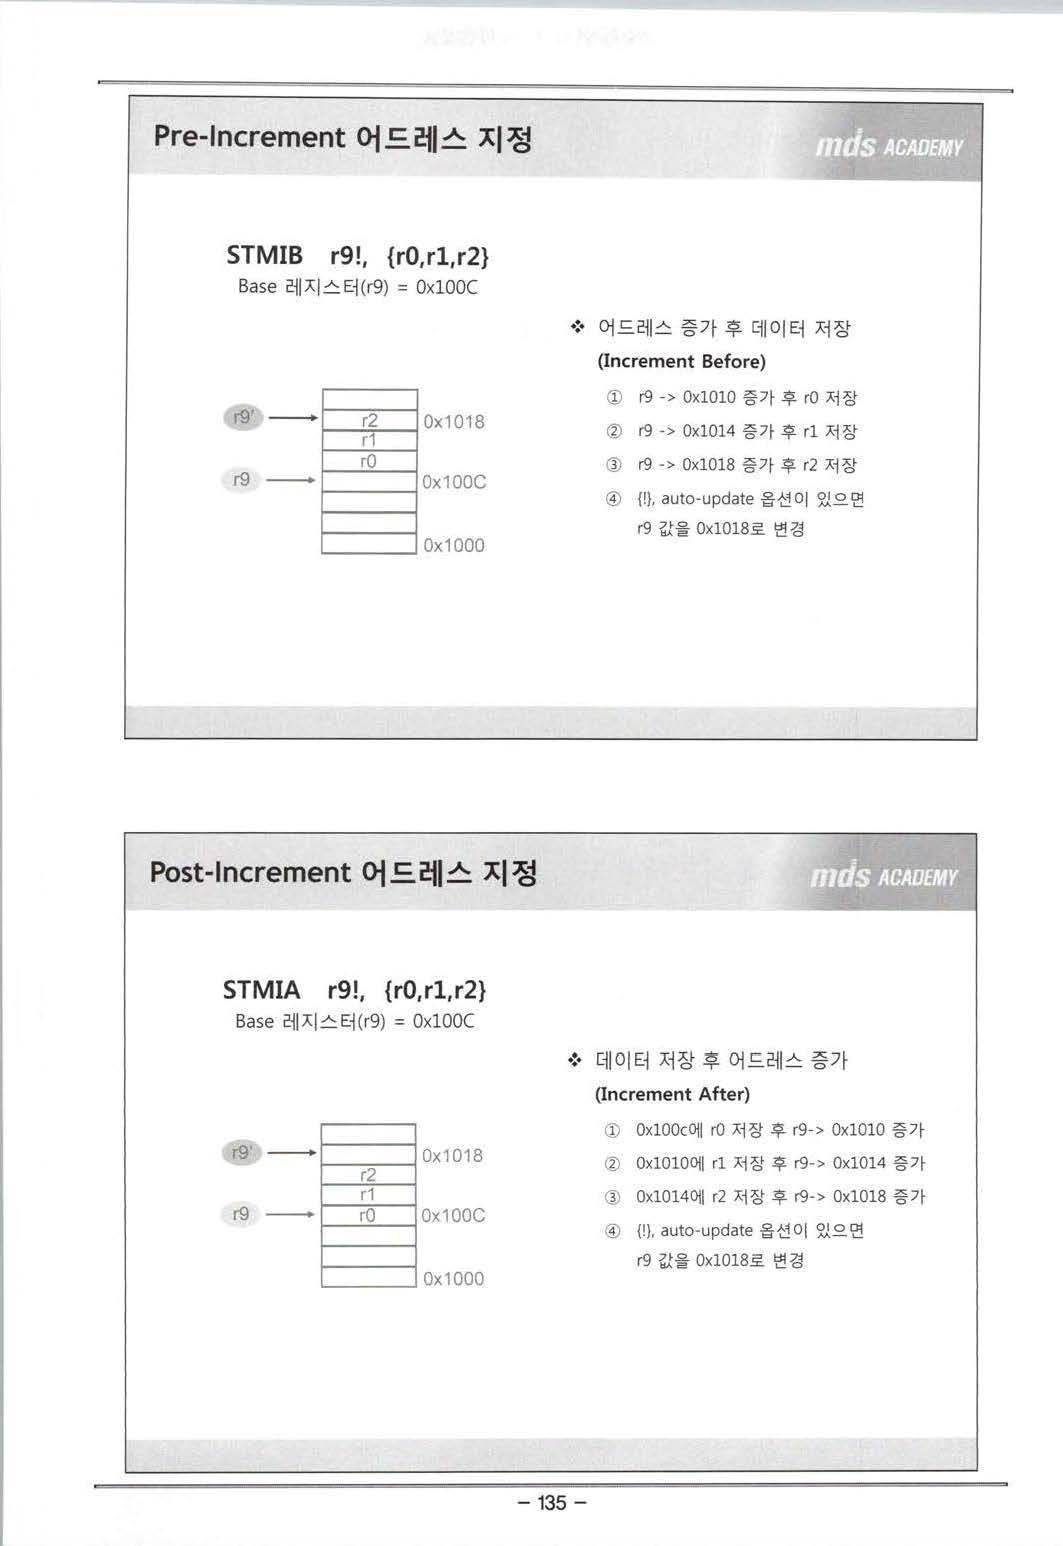 Pre-Increment 어드레스 지정
mds ACADEMY
STMIB r9!, {r0,r1,r2}
Base 레지스터(r9) = 0x100C
❖ 어드레스 증가 후 데이터 저장
(Increment Before)
① r9 -> 0x1010 증가 후 r0 저장
② r9 -> 0x1014 증가 후 r1 저장
③ r9 -> 0x1018 증가 후 r2 저장
④ {!}, auto-update 옵션이 있으면
r9 값을 0x1018로 변경
r9' r2 0x1018
r1
r0
r9 0x100C
0x1000
Post-Increment 어드레스 지정
mds ACADEMY
STMIA r9!, {r0,r1,r2}
Base 레지스터(r9) = 0x100C
❖ 데이터 저장 후 어드레스 증가
(Increment After)
① 0x100c에 r0 저장 후 r9-> 0x1010 증가
② 0x1010에 r1 저장 후 r9-> 0x1014 증가
③ 0x1014에 r2 저장 후 r9-> 0x1018 증가
④ {!}, auto-update 옵션이 있으면
r9 값을 0x1018로 변경
r9' 0x1018
r2
r1
r9 r0 0x100C
0x1000
- 135 -